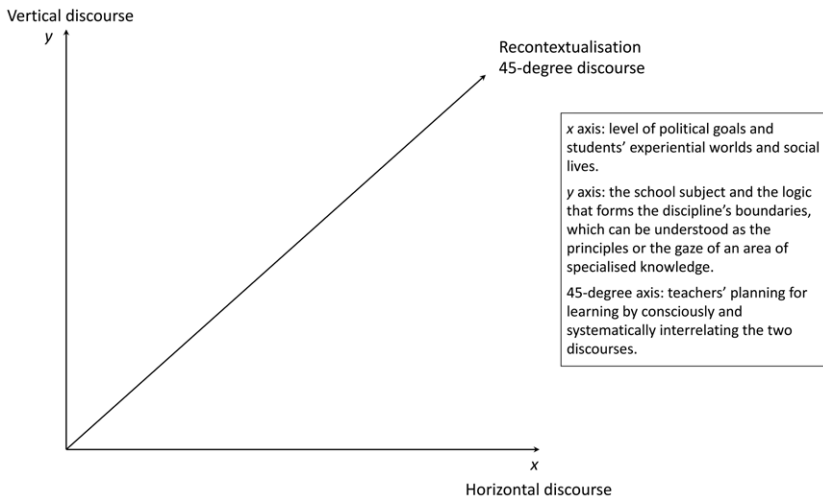 Vertical discourse
y
Recontextualisation
45-degree discourse
x axis: level of political goals and
students’ experiential worlds and social
lives.
y axis: the school subject and the logic
that forms the discipline’s boundaries,
which can be understood as the
principles or the gaze of an area of
specialised knowledge.
45-degree axis: teachers’ planning for
learning by consciously and
systematically interrelating the two
discourses.
x
Horizontal discourse